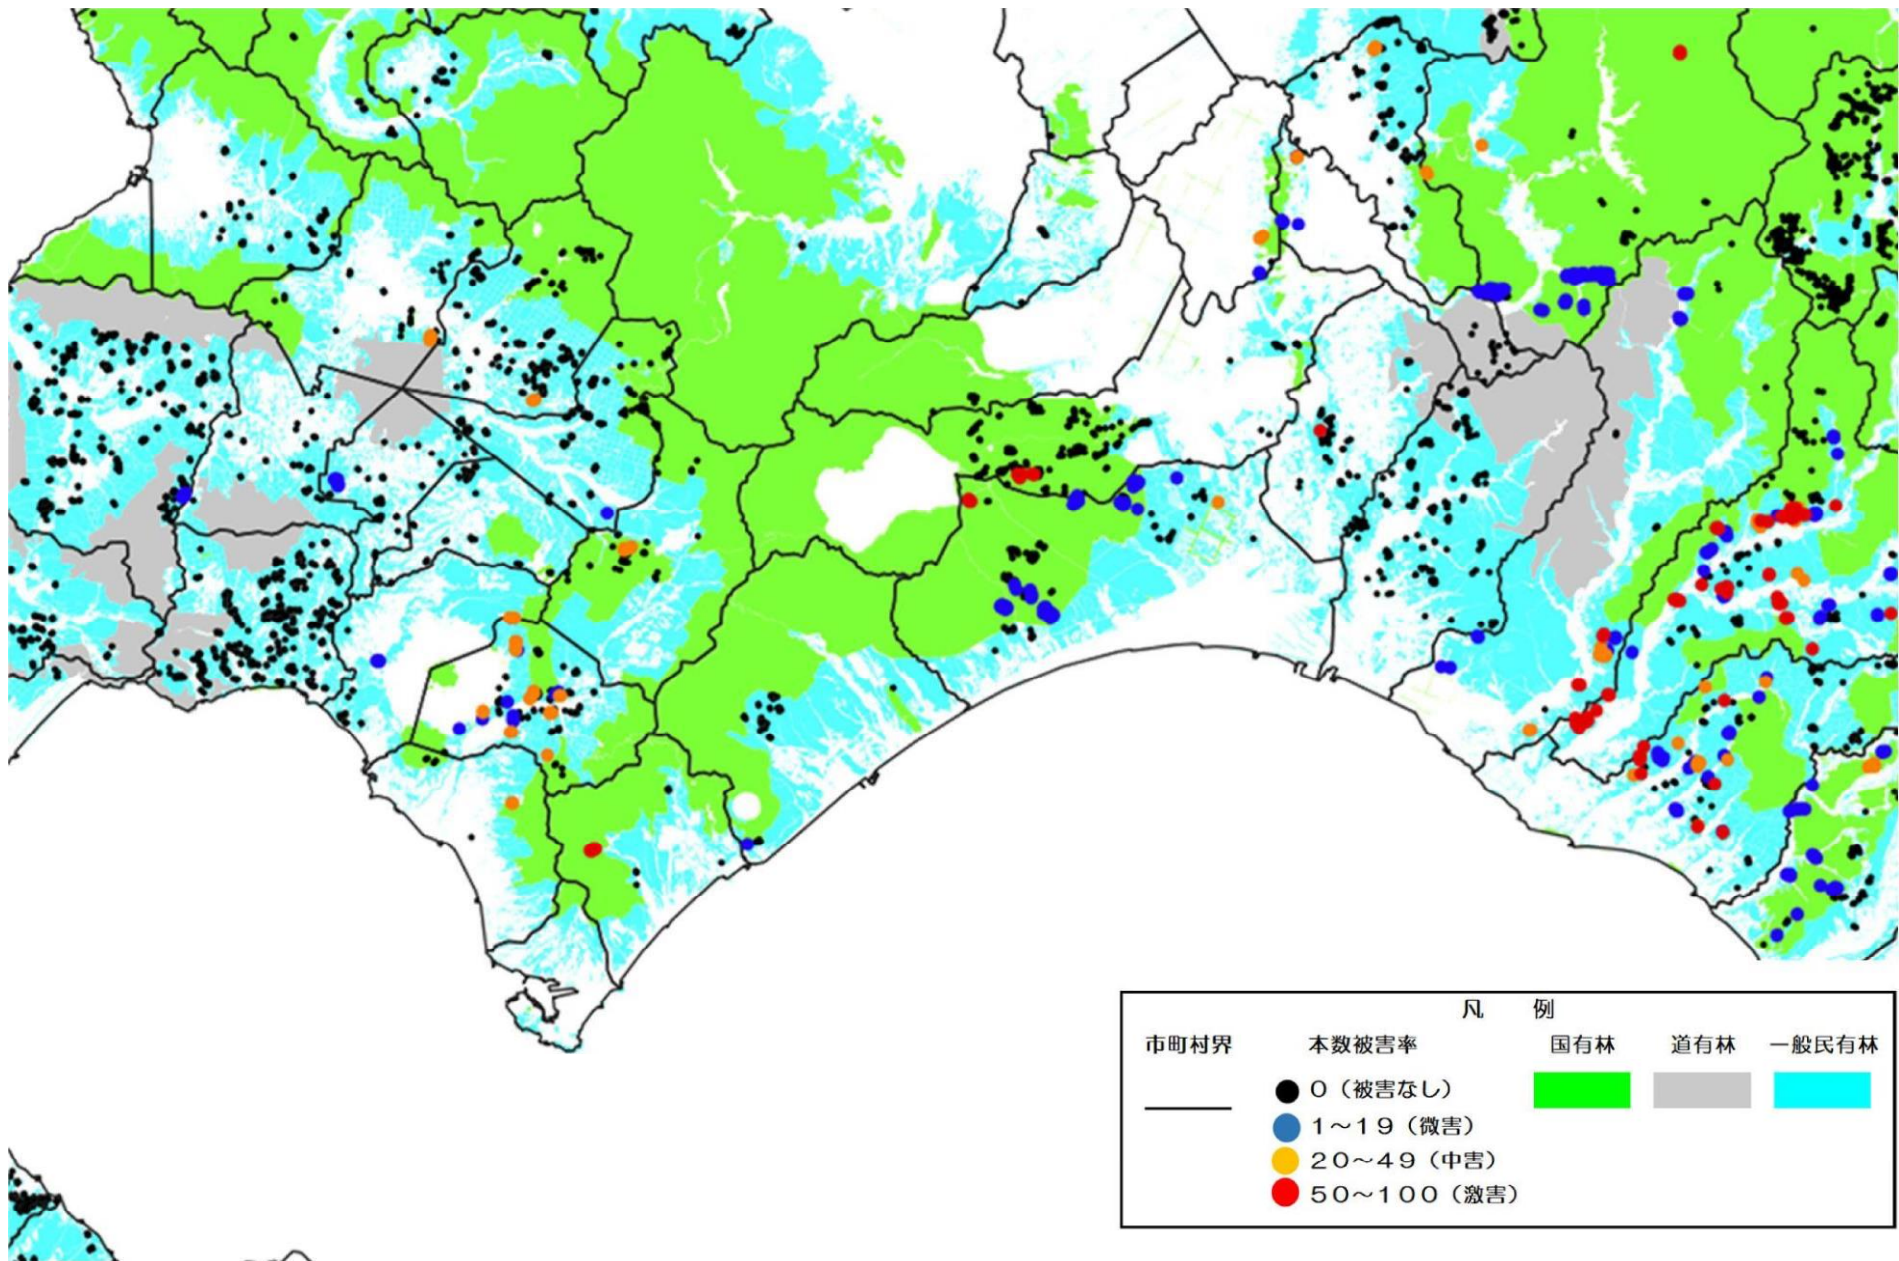 凡　例
市町村界　本数被害率　国有林　道有林　一般民有林
０（被害なし）
１～１９（微害）
２０～４９（中害）
５０～１００（激害）